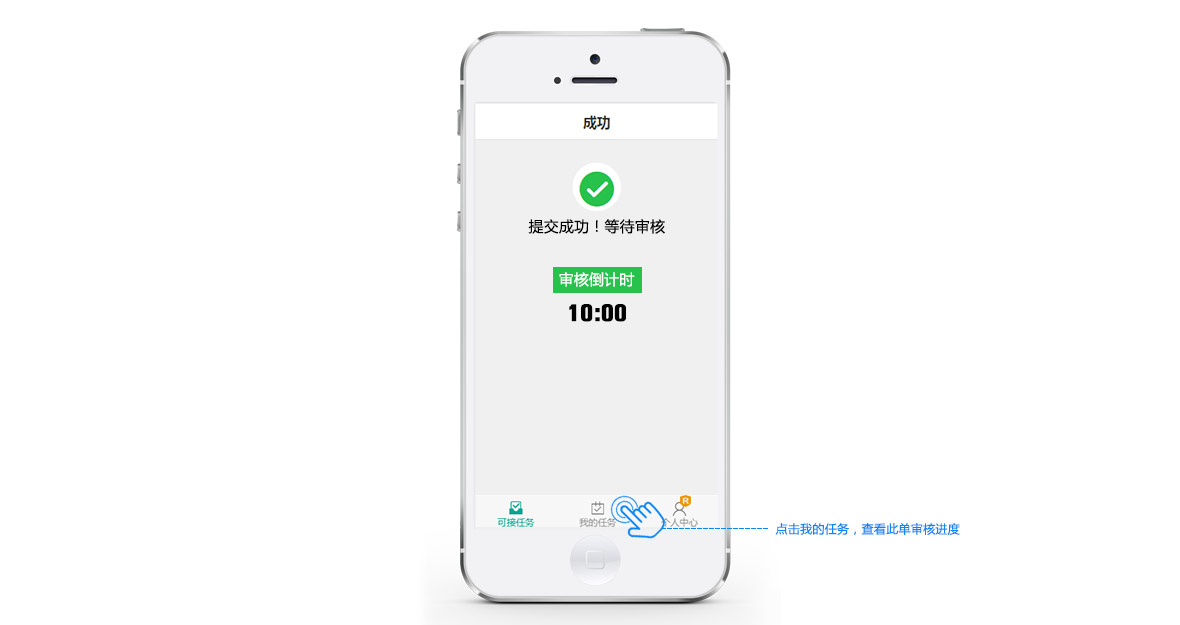 成功
提交成功！等待审核
审核倒计时
10:00
R
可接任务 我的任务 个人中心
点击我的任务，查看此单审核进度